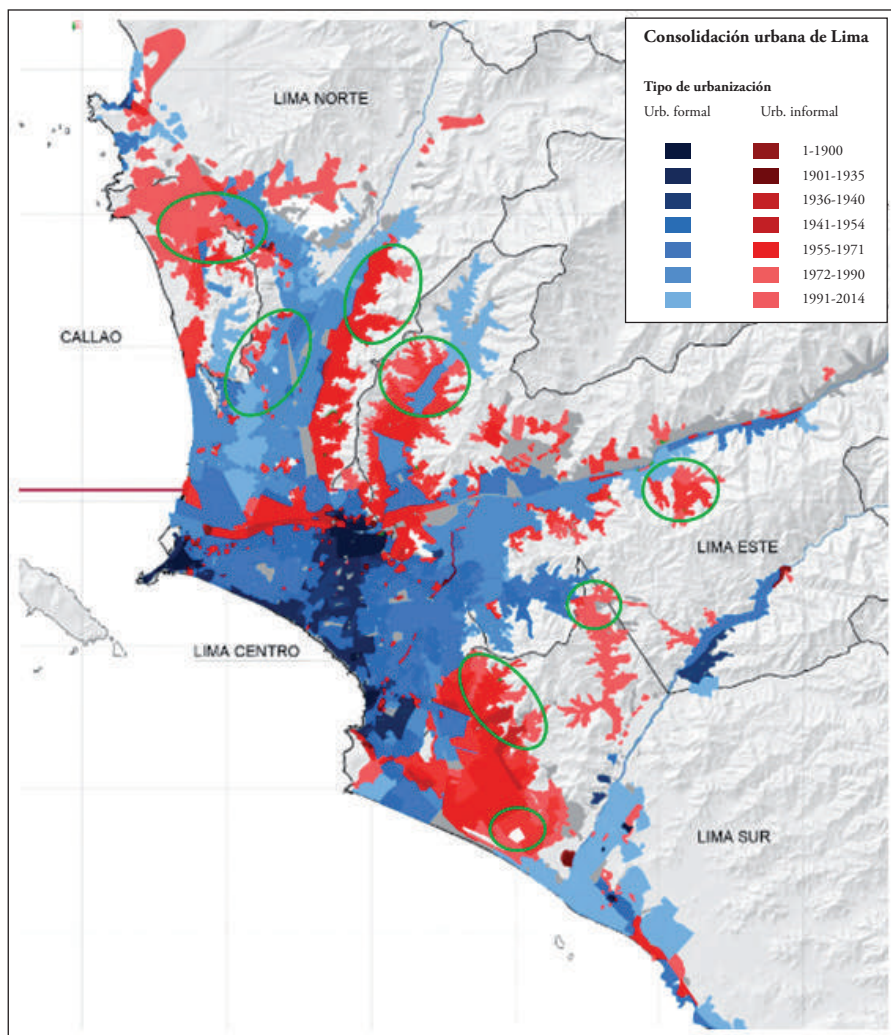 Consolidación urbana de Lima
Tipo de urbanización
Urb. formal Urb. informal
1-1900
1901-1935
1936-1940
1941-1954
1955-1971
1972-1990
1991-2014
LIMA NORTE
CALLAO
LIMA ESTE
LIMA CENTRO
LIMA SUR